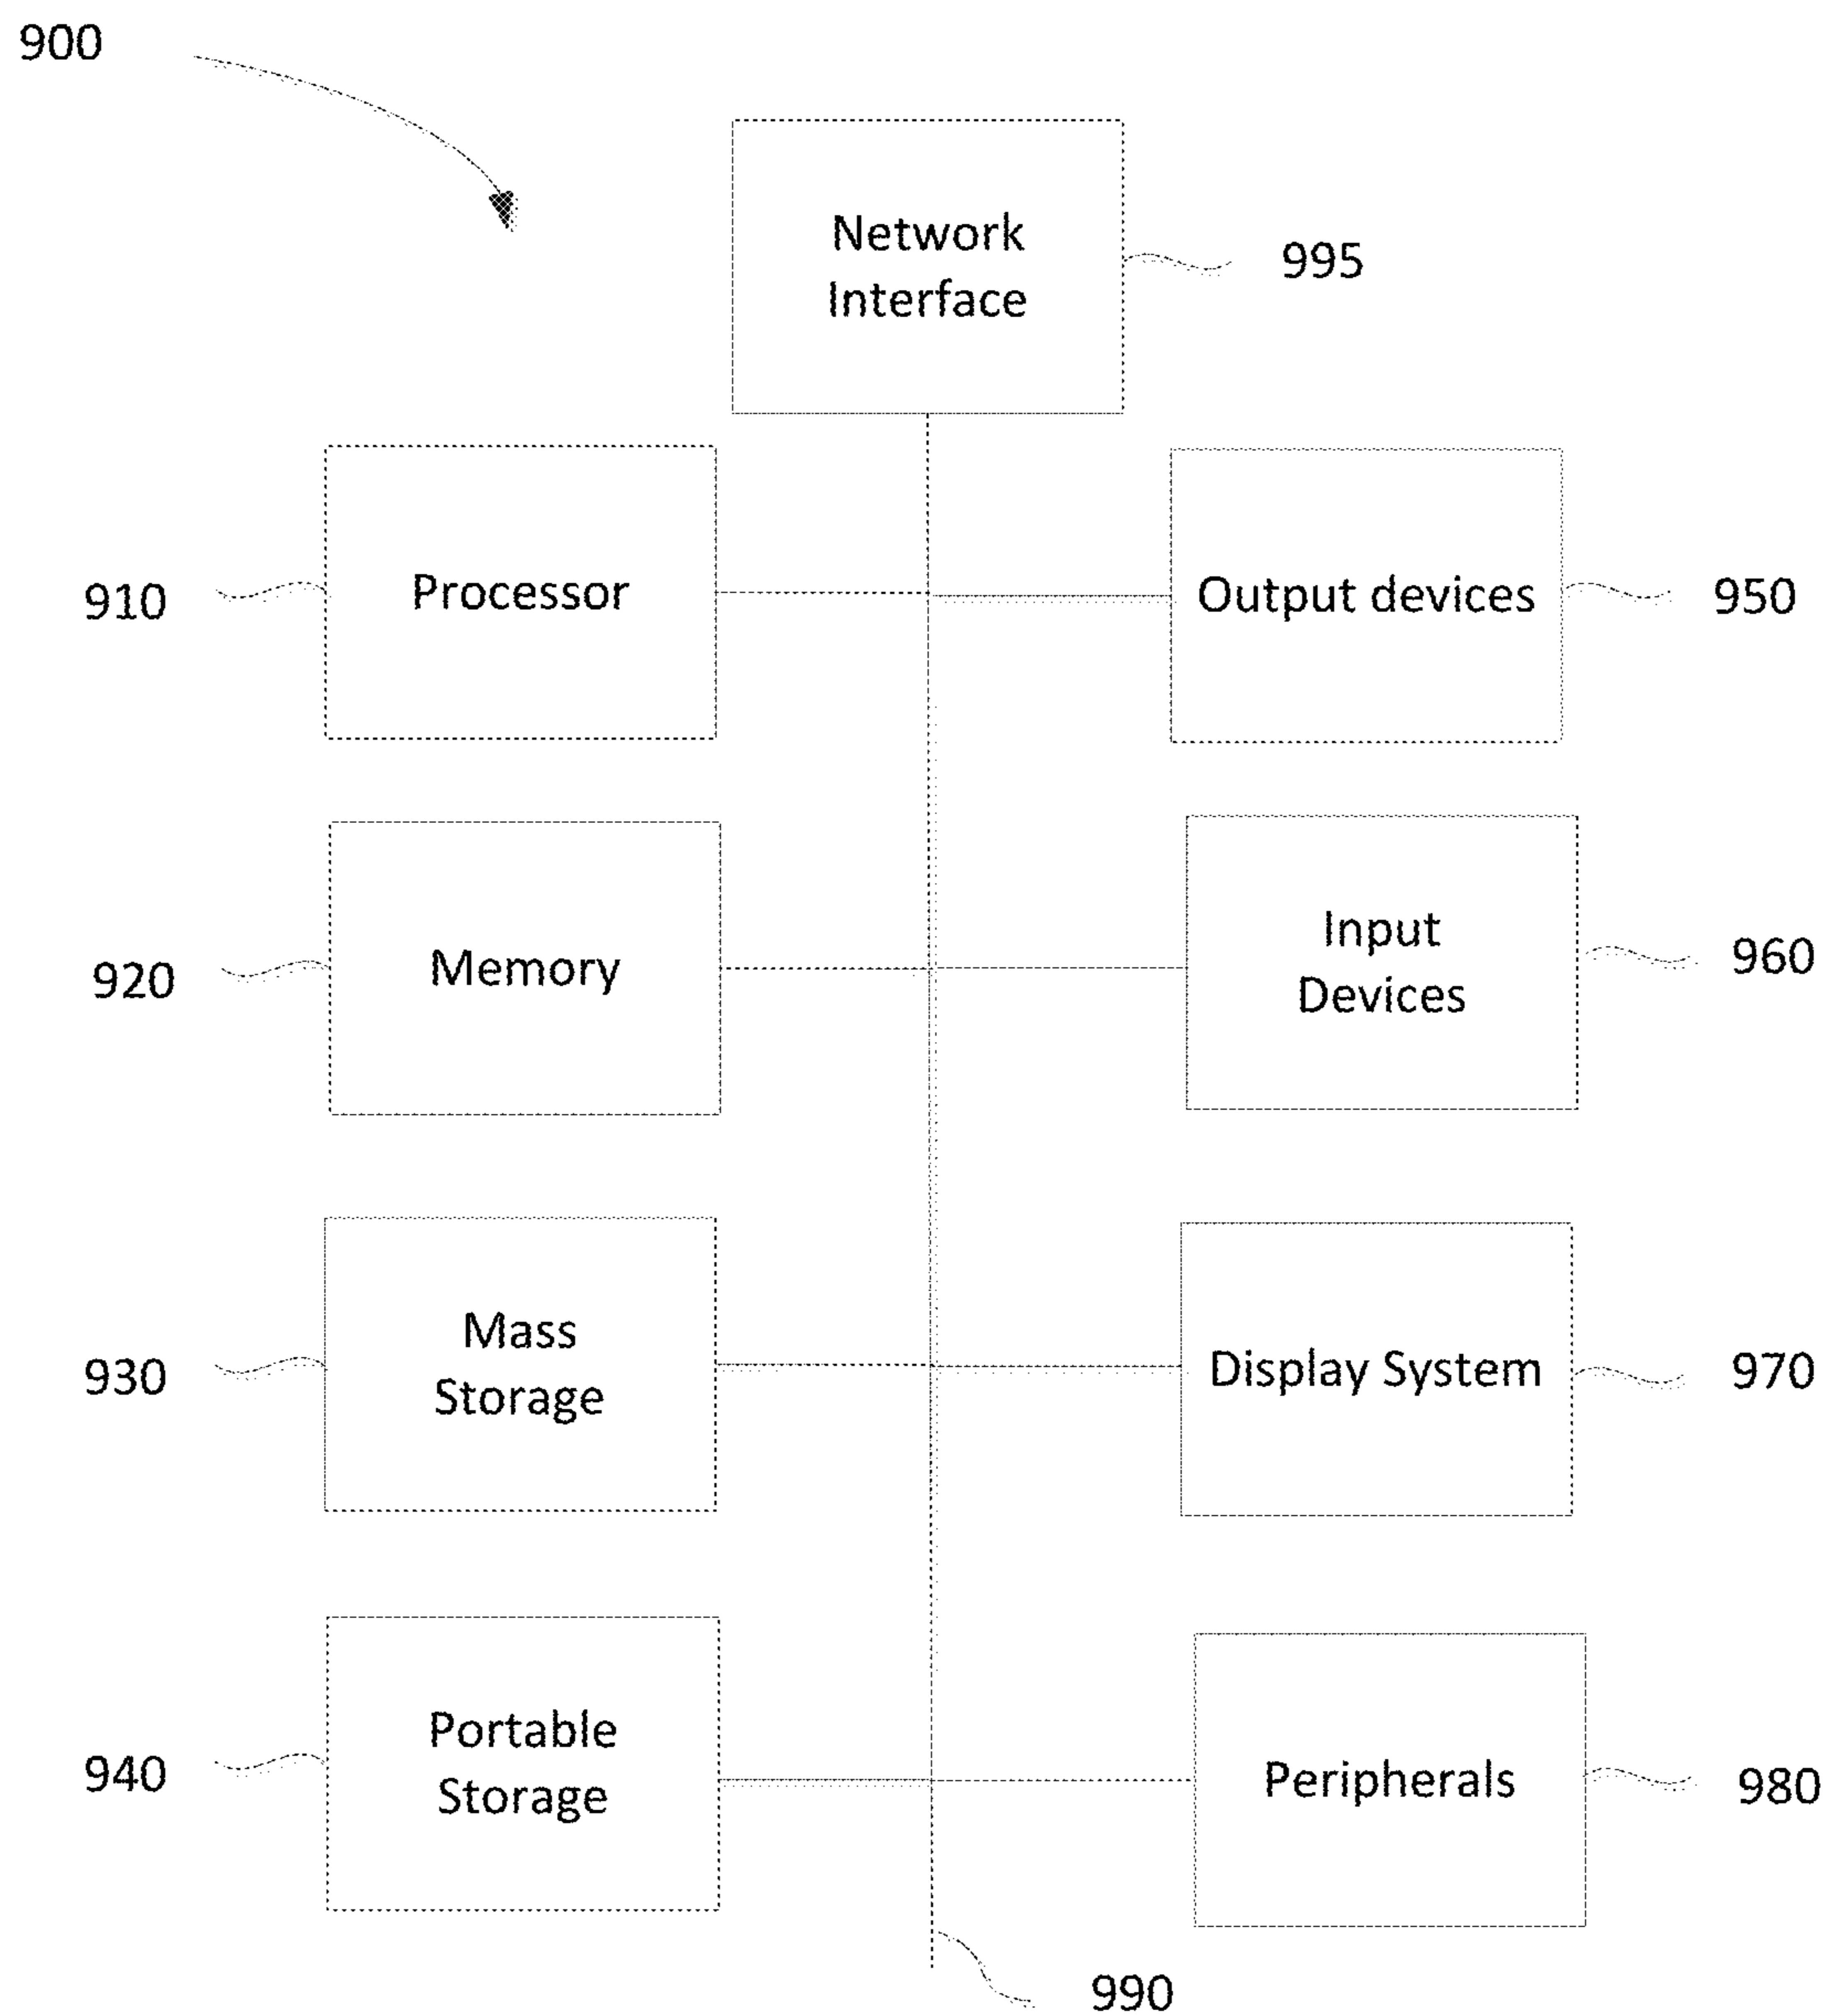 900
Network
Interface
995
910
Processor
Output devices
950
920
Memory
Input
Devices
960
930
Mass
Storage
Display System
970
940
Portable
Storage
Peripherals
980
990